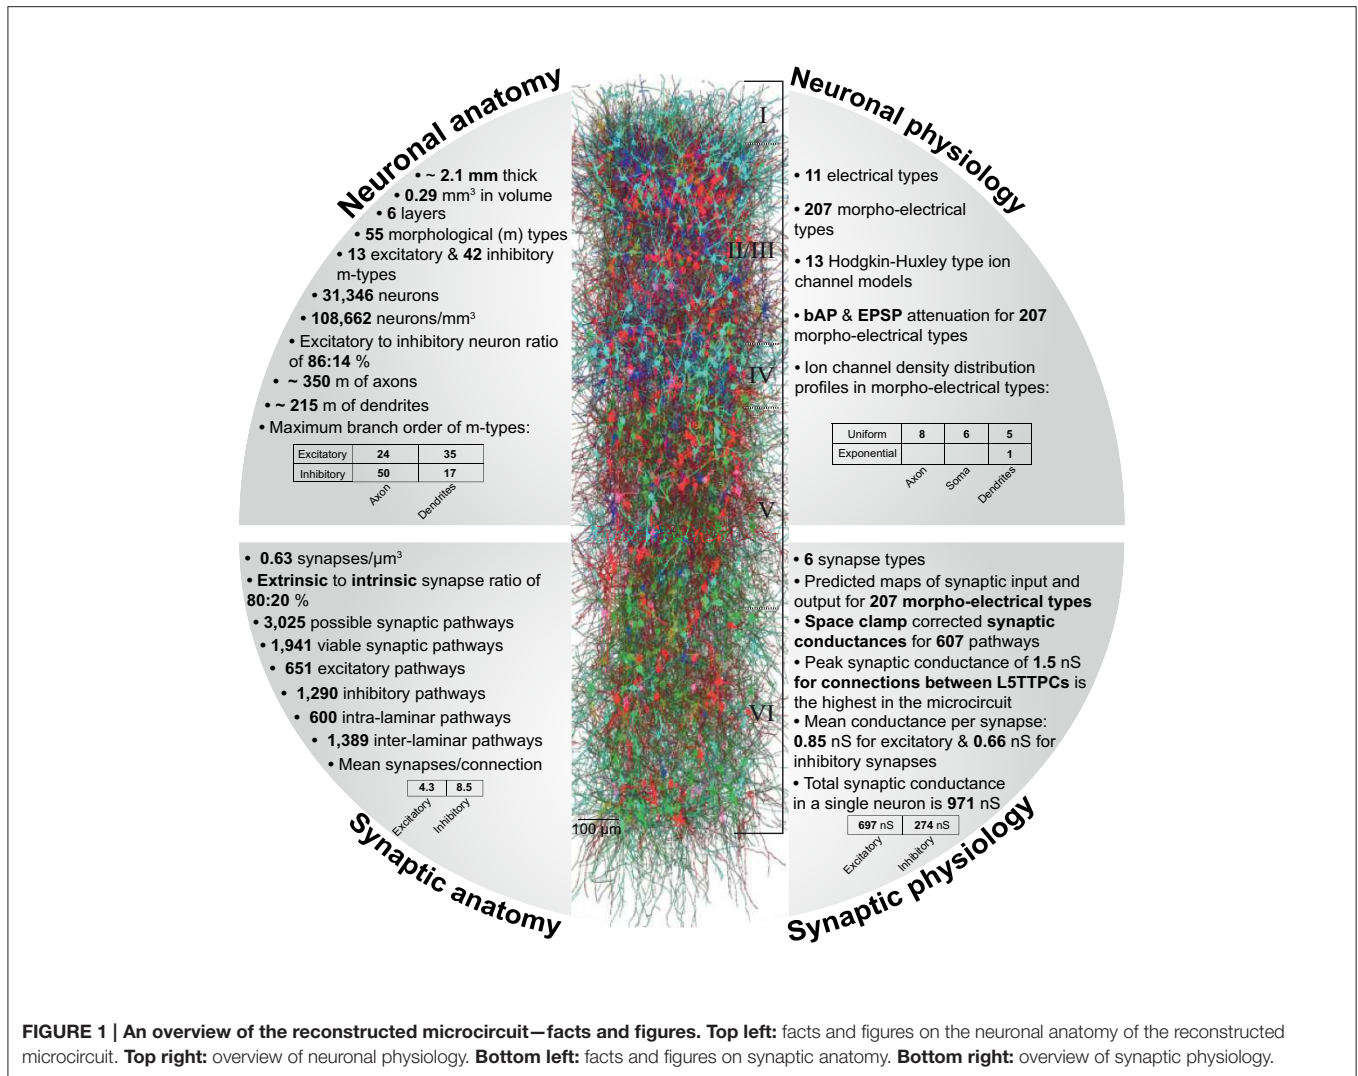 Neuronal anatomy
• ~ 2.1 mm thick
• 0.29 mm³ in volume
• 6 layers
• 55 morphological (m) types
• 13 excitatory & 42 inhibitory
m-types
• 31,346 neurons
• 108,662 neurons/mm³
• Excitatory to inhibitory neuron ratio
of 86:14 %
• ~ 350 m of axons
• ~ 215 m of dendrites
• Maximum branch order of m-types:
Excitatory 24 35
Inhibitory 50 17
Axon Dendrites
I
II/III
IV
V
VI
100 µm
Neuronal physiology
• 11 electrical types
• 207 morpho-electrical
types
• 13 Hodgkin-Huxley type ion
channel models
• bAP & EPSP attenuation for 207
morpho-electrical types
• Ion channel density distribution
profiles in morpho-electrical types:
Uniform 8 6 5
Exponential 1
Axon Soma Dendrites
• 0.63 synapses/µm³
• Extrinsic to intrinsic synapse ratio of
80:20 %
• 3,025 possible synaptic pathways
• 1,941 viable synaptic pathways
• 651 excitatory pathways
• 1,290 inhibitory pathways
• 600 intra-laminar pathways
• 1,389 inter-laminar pathways
• Mean synapses/connection
4.3 8.5
Excitatory Inhibitory
Synaptic anatomy
• 6 synapse types
• Predicted maps of synaptic input and
output for 207 morpho-electrical types
• Space clamp corrected synaptic
conductances for 607 pathways
• Peak synaptic conductance of 1.5 nS
for connections between L5TTPCs is
the highest in the microcircuit
• Mean conductance per synapse:
0.85 nS for excitatory & 0.66 nS for
inhibitory synapses
• Total synaptic conductance
in a single neuron is 971 nS
697 nS 274 nS
Excitatory Inhibitory
Synaptic physiology
FIGURE 1 | An overview of the reconstructed microcircuit—facts and figures. Top left: facts and figures on the neuronal anatomy of the reconstructed
microcircuit. Top right: overview of neuronal physiology. Bottom left: facts and figures on synaptic anatomy. Bottom right: overview of synaptic physiology.